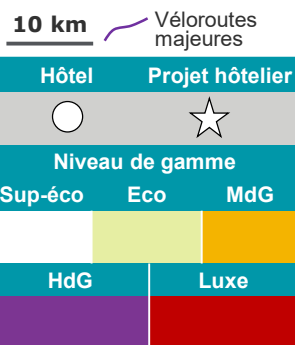 10 km Véloroutes
majeures
Hôtel Projet hôtelier
Niveau de gamme
Sup-éco Eco MdG
HdG Luxe